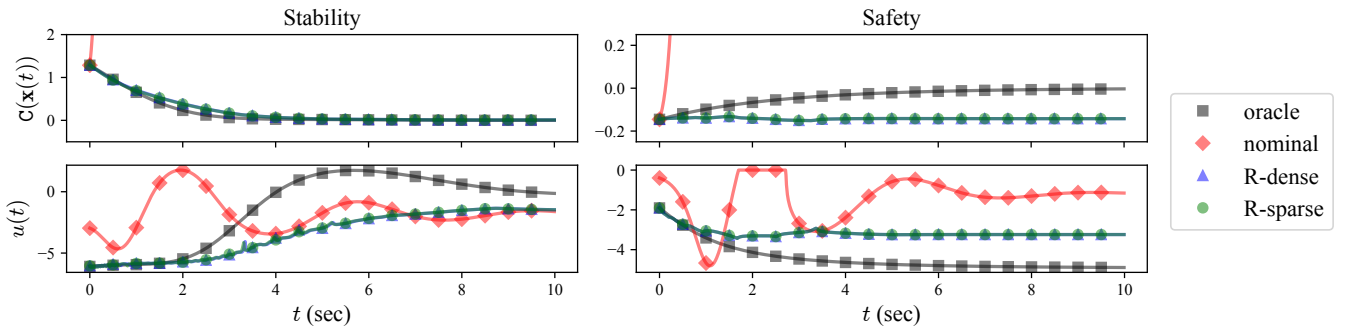 Stability
Safety
C(x(t))
2
1
0
0.2
0.0
−0.2
u(t)
0
−5
0
−2
−4
0 2 4 6 8 10
0 2 4 6 8 10
t (sec)
t (sec)
oracle
nominal
R-dense
R-sparse